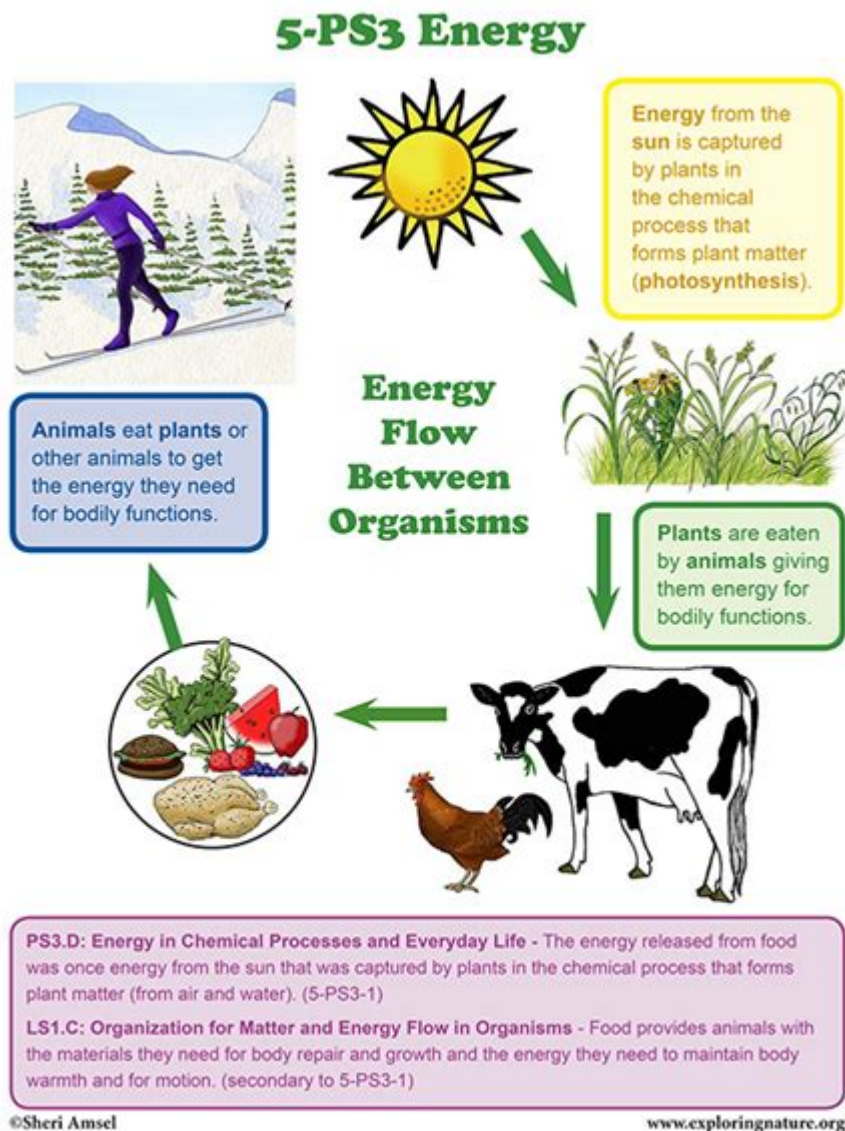 5-PS3 Energy
Energy from the
sun is captured
by plants in
the chemical
process that
forms plant matter
(photosynthesis).
Energy
Flow
Between
Organisms
Animals eat plants or
other animals to get
the energy they need
for bodily functions.
Plants are eaten
by animals giving
them energy for
bodily functions.
PS3.D: Energy in Chemical Processes and Everyday Life - The energy released from food
was once energy from the sun that was captured by plants in the chemical process that forms
plant matter (from air and water). (5-PS3-1)
LS1.C: Organization for Matter and Energy Flow in Organisms - Food provides animals with
the materials they need for body repair and growth and the energy they need to maintain body
warmth and for motion. (secondary to 5-PS3-1)
©Sheri Amsel
www.exploringnature.org